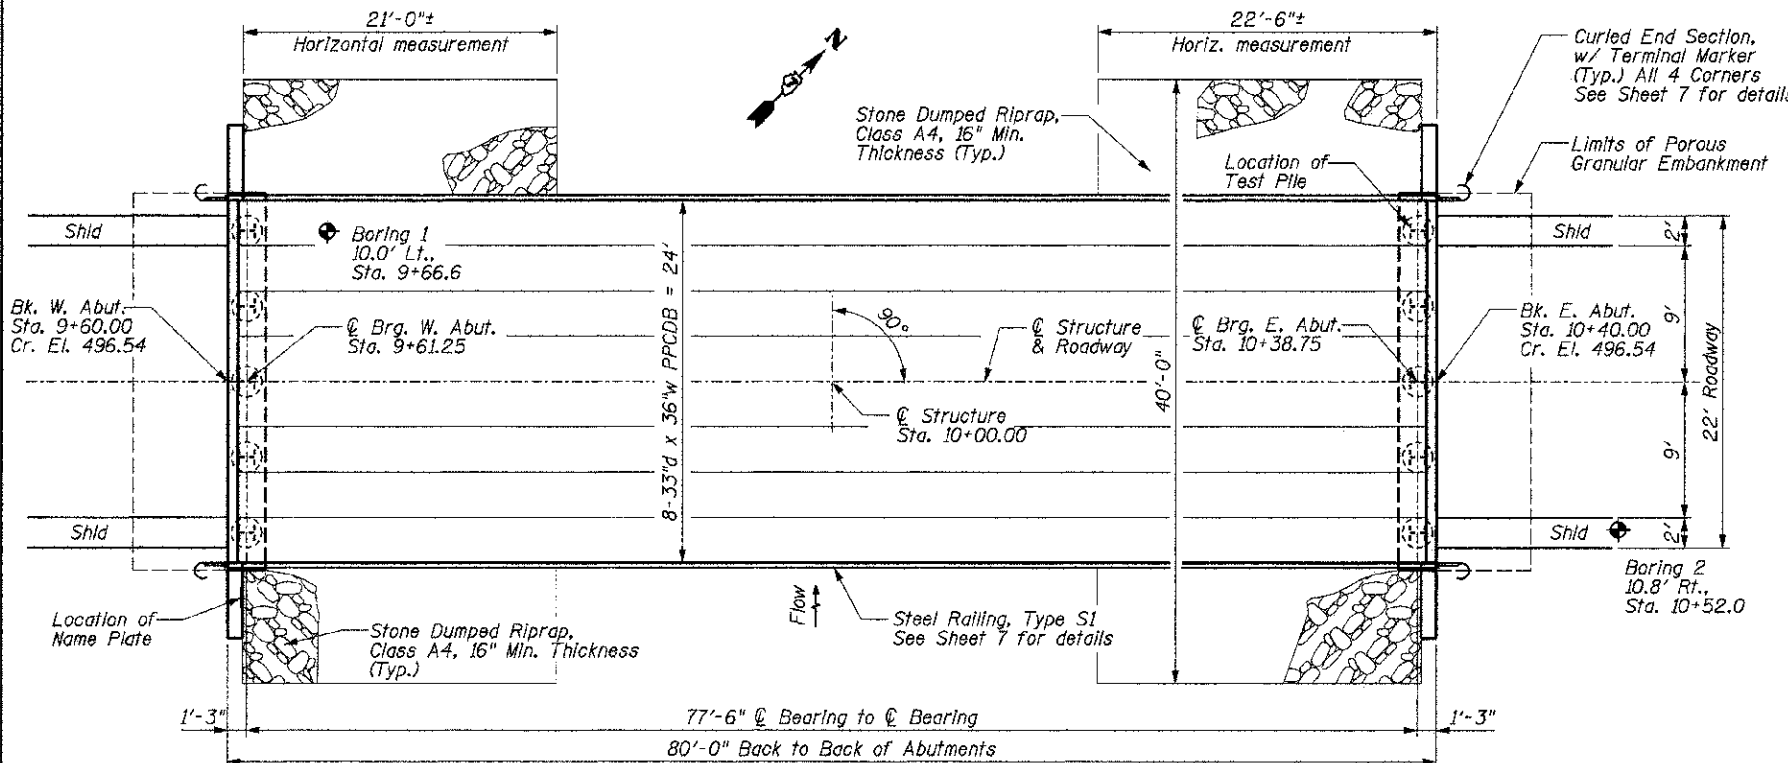 21'-0"±
Horizontal measurement
N
22'-6"±
Horiz. measurement
Curled End Section,
w/ Terminal Marker
(Typ.) All 4 Corners
See Sheet 7 for details
Stone Dumped Riprap,
Class A4, 16" Min.
Thickness (Typ.)
Location of
Test Pile
Limits of Porous
Granular Embankment
Shld
Boring 1
10.0' Lt.,
Sta. 9+66.6
Shld
2'
Bk. W. Abut.
Sta. 9+60.00
Cr. El. 496.54
℄ Brg. W. Abut.
Sta. 9+61.25
8-33"d x 36"w PPCDB = 24'
90°
℄ Structure
& Roadway
℄ Brg. E. Abut.
Sta. 10+38.75
Bk. E. Abut.
Sta. 10+40.00
Cr. El. 496.54
9'
22' Roadway
40'-0"
℄ Structure
Sta. 10+00.00
9'
Shld
Shld
2'
Boring 2
10.8' Rt.,
Sta. 10+52.0
Location of
Name Plate
Stone Dumped Riprap,
Class A4, 16" Min. Thickness
(Typ.)
Flow
Steel Railing, Type S1
See Sheet 7 for details
1'-3"
77'-6" ℄ Bearing to ℄ Bearing
1'-3"
80'-0" Back to Back of Abutments